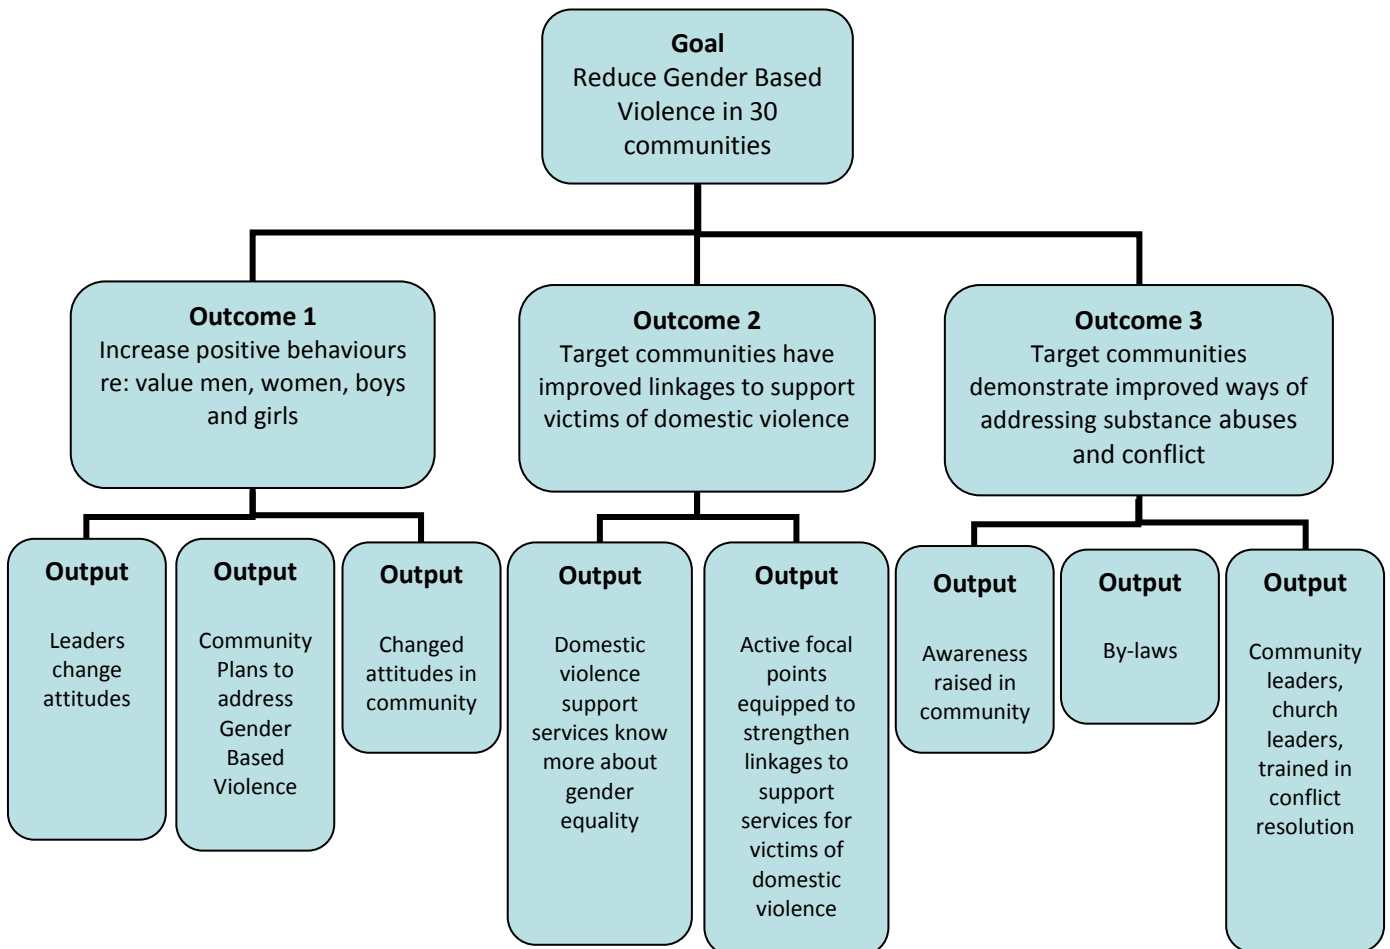 Goal
Reduce Gender Based
Violence in 30
communities
Outcome 1
Increase positive behaviours
re: value men, women, boys
and girls
Outcome 2
Target communities have
improved linkages to support
victims of domestic violence
Outcome 3
Target communities
demonstrate improved ways of
addressing substance abuses
and conflict
Output
Leaders
change
attitudes
Output
Community
Plans to
address
Gender
Based
Violence
Output
Changed
attitudes in
community
Output
Domestic
violence
support
services know
more about
gender
equality
Output
Active focal
points
equipped to
strengthen
linkages to
support
services for
victims of
domestic
violence
Output
Awareness
raised in
community
Output
By-laws
Output
Community
leaders,
church
leaders,
trained in
conflict
resolution